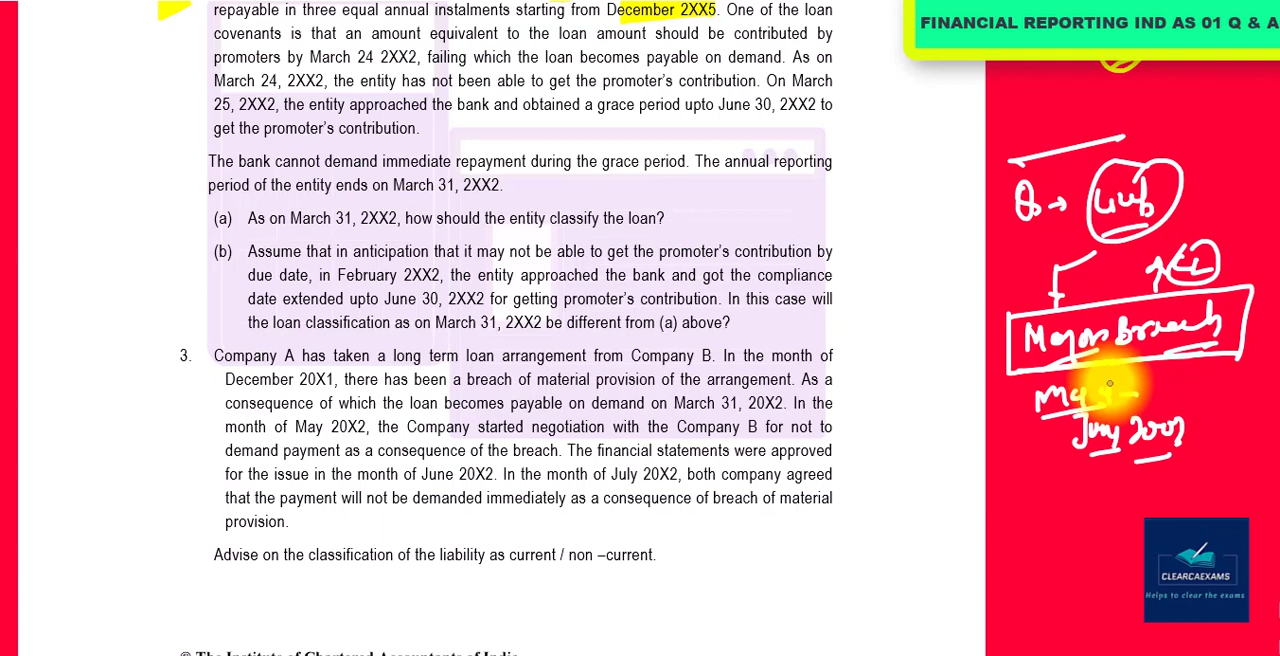 repayable in three equal annual instalments starting from December 2XX5. One of the loan
covenants is that an amount equivalent to the loan amount should be contributed by
promoters by March 24 2XX2, failing which the loan becomes payable on demand. As on
March 24, 2XX2, the entity has not been able to get the promoter's contribution. On March
25, 2XX2, the entity approached the bank and obtained a grace period upto June 30, 2XX2 to
get the promoter's contribution.
The bank cannot demand immediate repayment during the grace period. The annual reporting
period of the entity ends on March 31, 2XX2.
(a) As on March 31, 2XX2, how should the entity classify the loan?
(b) Assume that in anticipation that it may not be able to get the promoter's contribution by
due date, in February 2XX2, the entity approached the bank and got the compliance
date extended upto June 30, 2XX2 for getting promoter's contribution. In this case will
the loan classification as on March 31, 2XX2 be different from (a) above?
3. Company A has taken a long term loan arrangement from Company B. In the month of
December 20X1, there has been a breach of material provision of the arrangement. As a
consequence of which the loan becomes payable on demand on March 31, 20X2. In the
month of May 20X2, the Company started negotiation with the Company B for not to
demand payment as a consequence of the breach. The financial statements were approved
for the issue in the month of June 20X2. In the month of July 20X2, both company agreed
that the payment will not be demanded immediately as a consequence of breach of material
provision.
Advise on the classification of the liability as current / non –current.
FINANCIAL REPORTING IND AS 01 Q & A
Major Breach
CLEARCAEXAMS
Helps to clear the exams